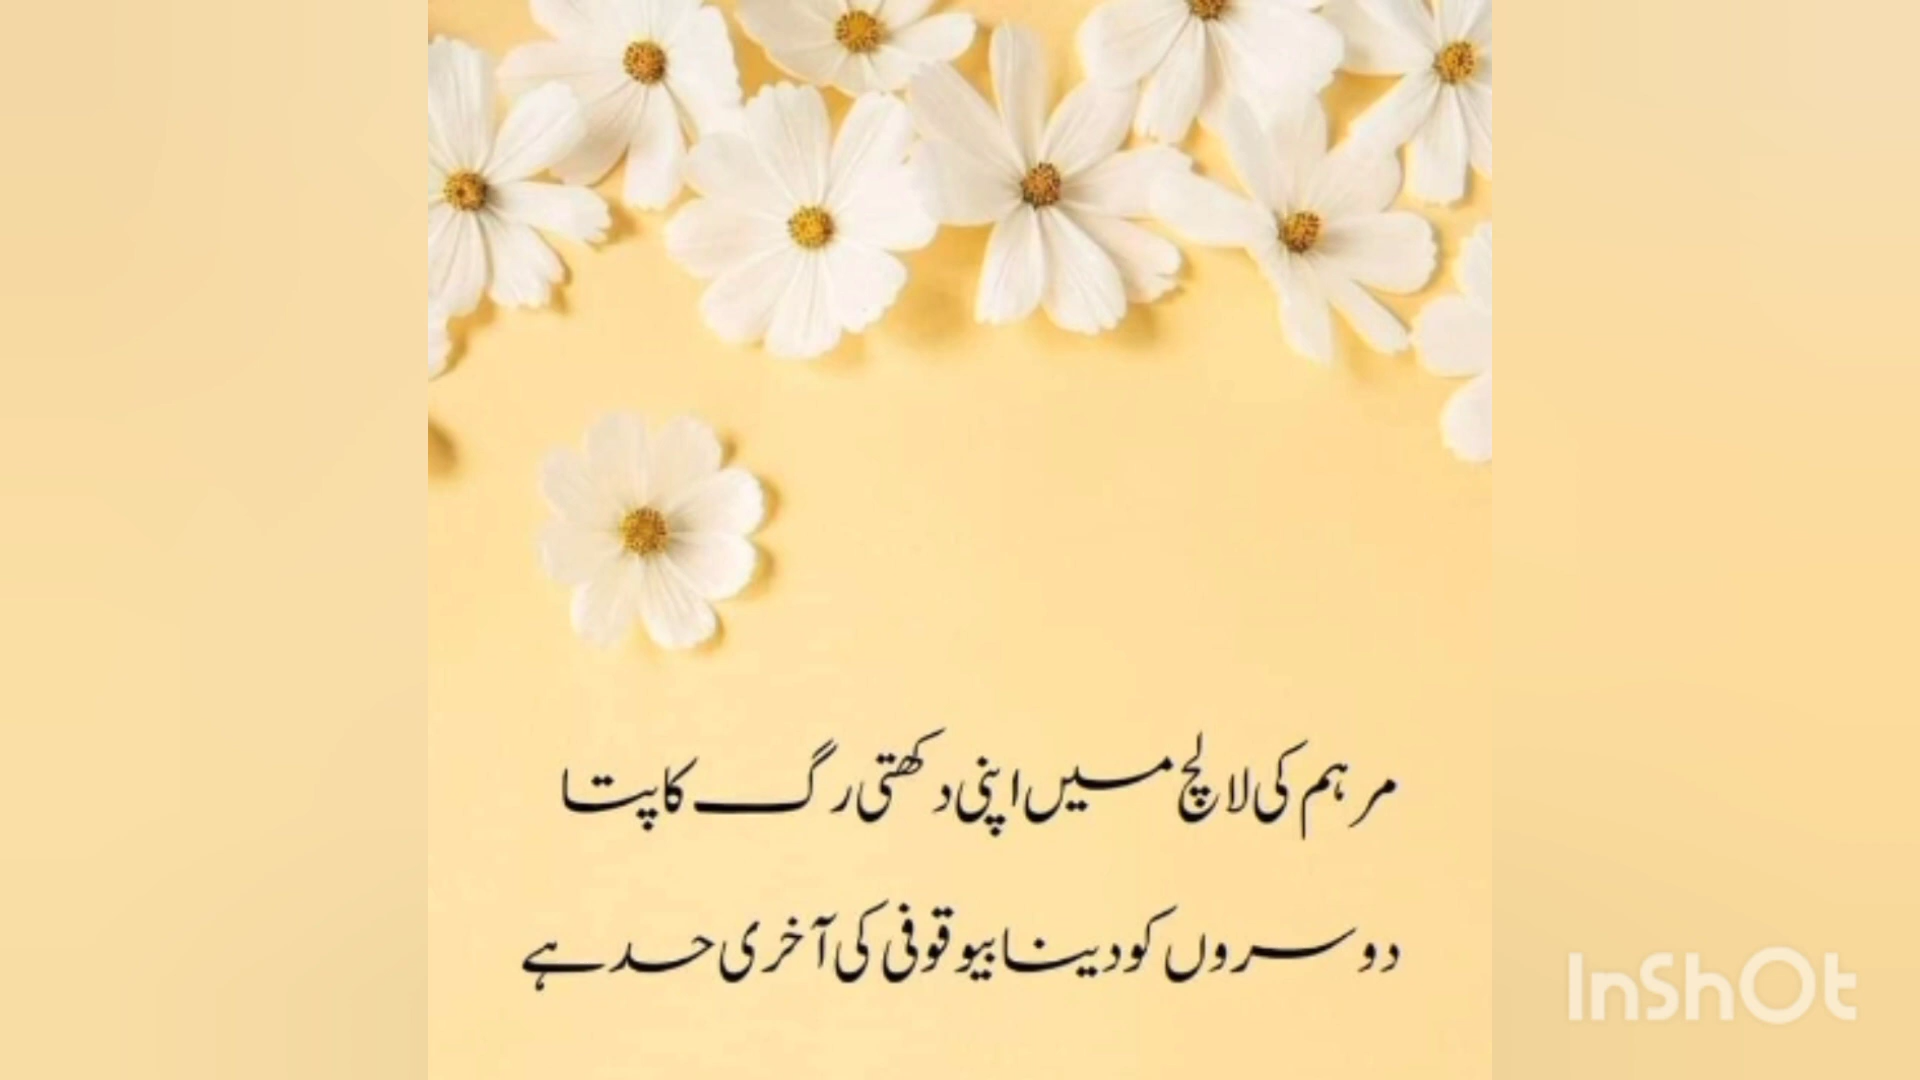 مرہم کی لالچ میں اپنی دکھتی رگ کا پتا
دوسروں کو دینا بیوقوفی کی آخری حد ہے
InShOt